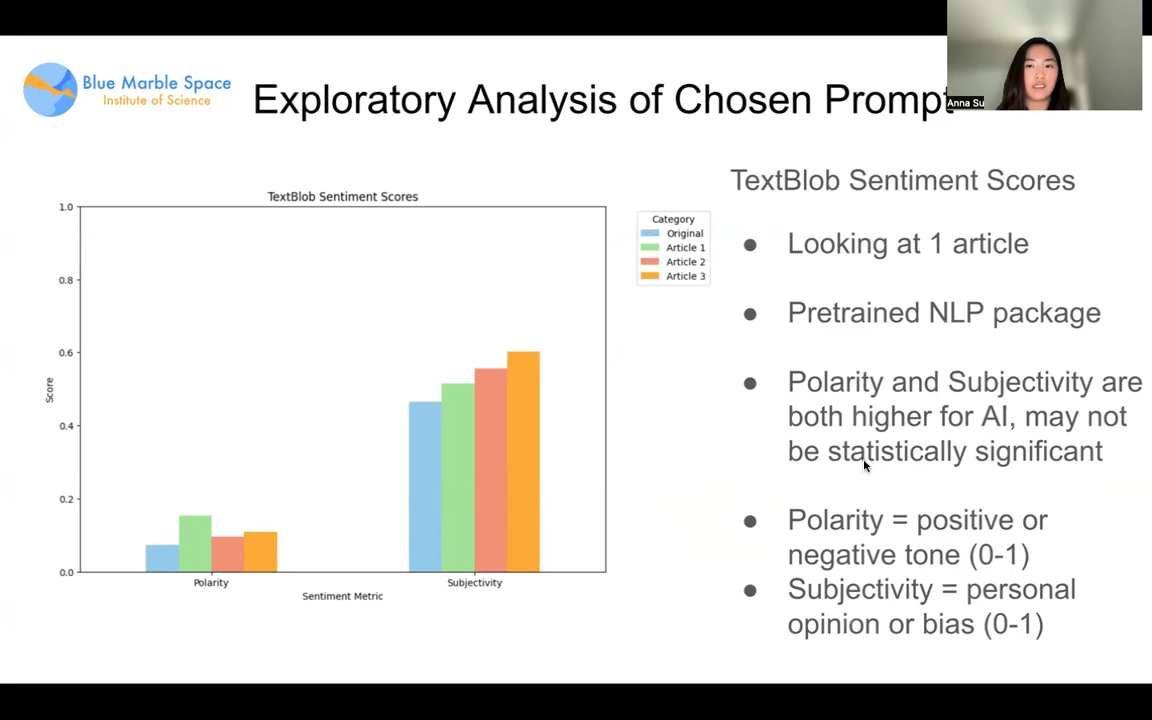 Blue Marble Space
Institute of Science
Exploratory Analysis of Chosen Prompt
Anna Su
TextBlob Sentiment Scores
1.0
0.8
0.6
0.4
0.2
0.0
Score
Polarity
Subjectivity
Sentiment Metric
Category
Original
Article 1
Article 2
Article 3
TextBlob Sentiment Scores
● Looking at 1 article
● Pretrained NLP package
● Polarity and Subjectivity are
both higher for AI, may not
be statistically significant
● Polarity = positive or
negative tone (0-1)
● Subjectivity = personal
opinion or bias (0-1)